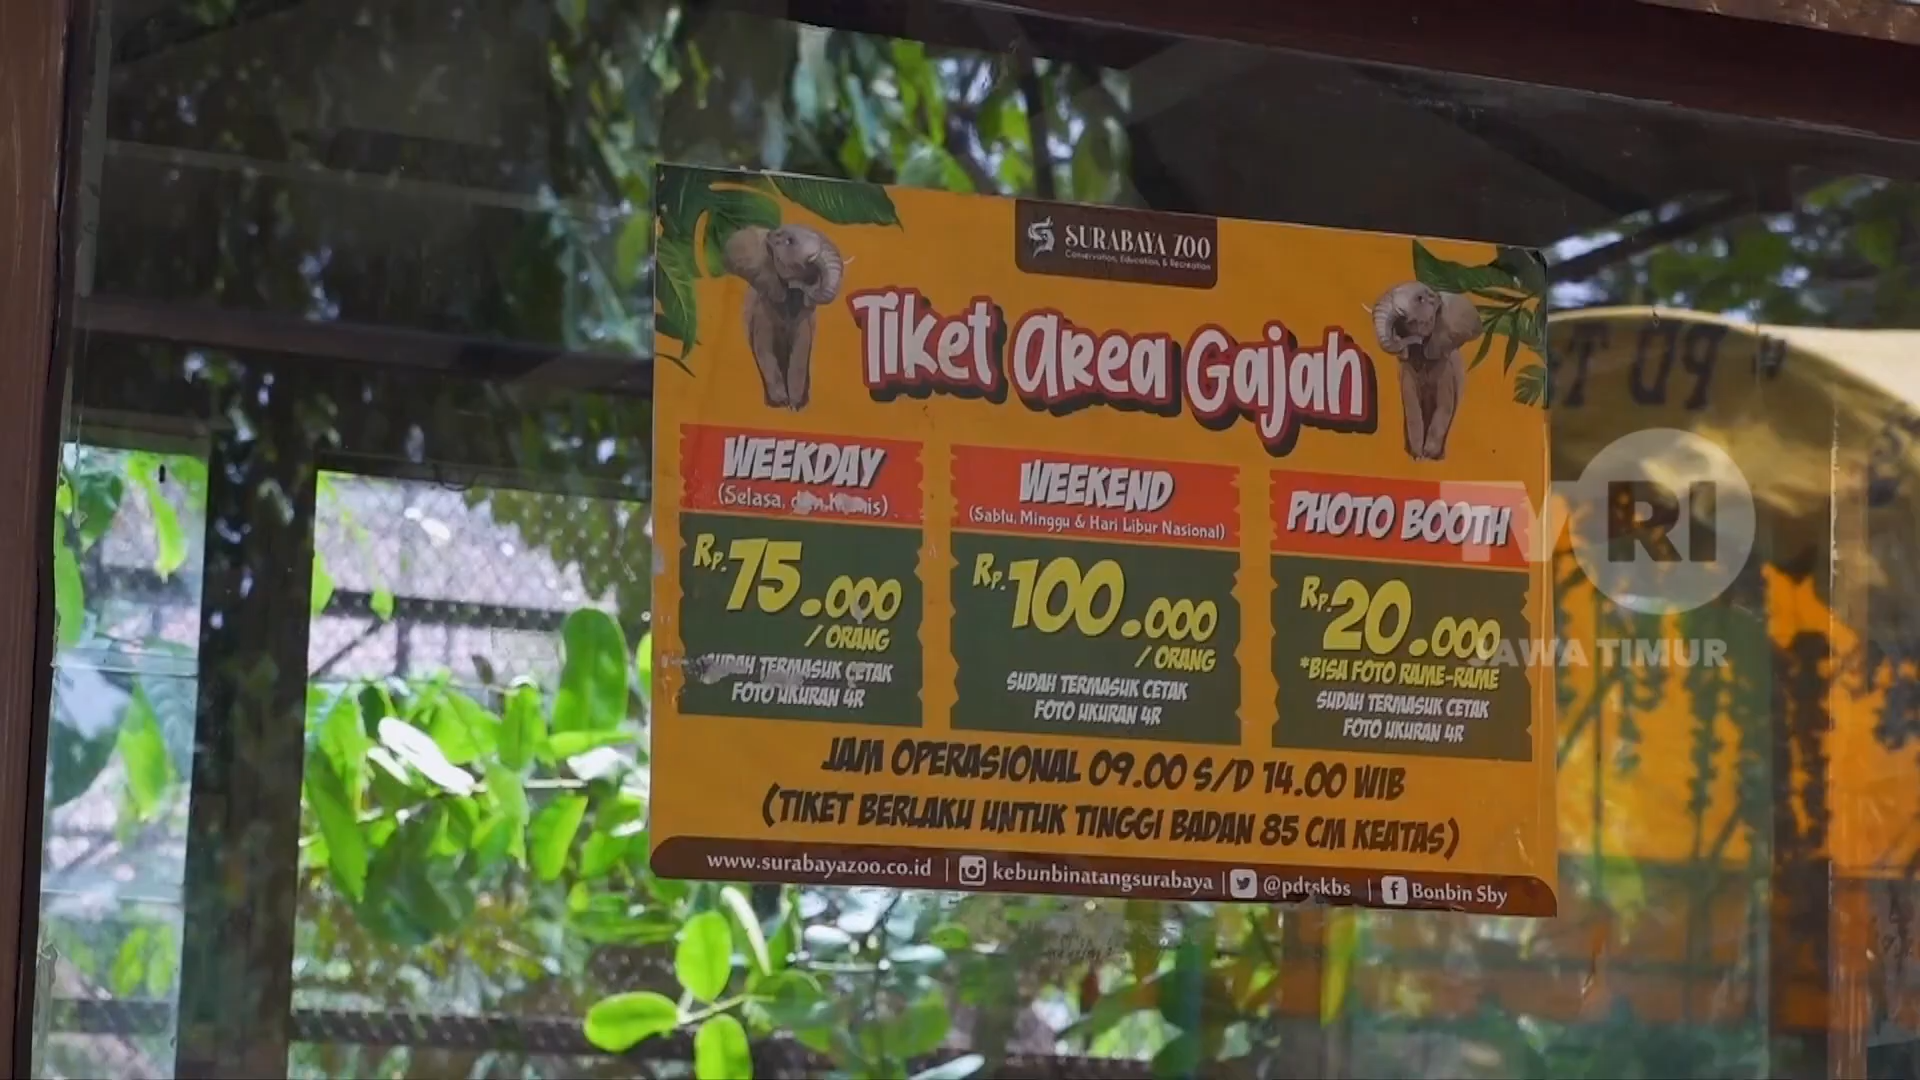 SURABAYA ZOO
Conservation, Education, & Recreation
Tiket Area Gajah
WEEKDAY
(Selasa, dan Kamis)
Rp.75.000
/ ORANG
SUDAH TERMASUK CETAK
FOTO UKURAN 4R
WEEKEND
(Sabtu, Minggu & Hari Libur Nasional)
Rp.100.000
/ ORANG
SUDAH TERMASUK CETAK
FOTO UKURAN 4R
PHOTO BOOTH
Rp.20.000
*BISA FOTO RAME-RAME
SUDAH TERMASUK CETAK
FOTO UKURAN 4R
JAM OPERASIONAL 09.00 S/D 14.00 WIB
(TIKET BERLAKU UNTUK TINGGI BADAN 85 CM KEATAS)
www.surabayazoo.co.id | kebunbinatangsurabaya | @pdtskbs | Bonbin Sby
TVRI
JAWA TIMUR